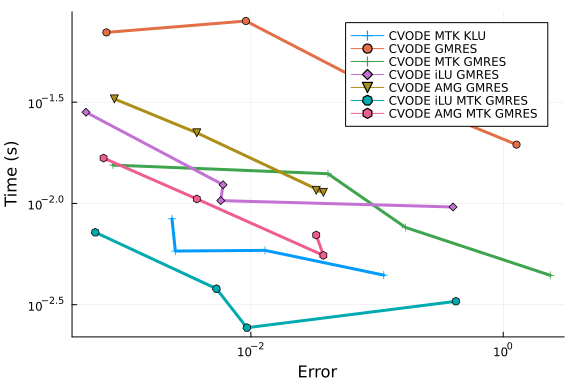 CVODE MTK KLU
CVODE GMRES
CVODE MTK GMRES
CVODE iLU GMRES
CVODE AMG GMRES
CVODE iLU MTK GMRES
CVODE AMG MTK GMRES
Time (s)
10^-1.5
10^-2.0
10^-2.5
10^-2
10^0
Error